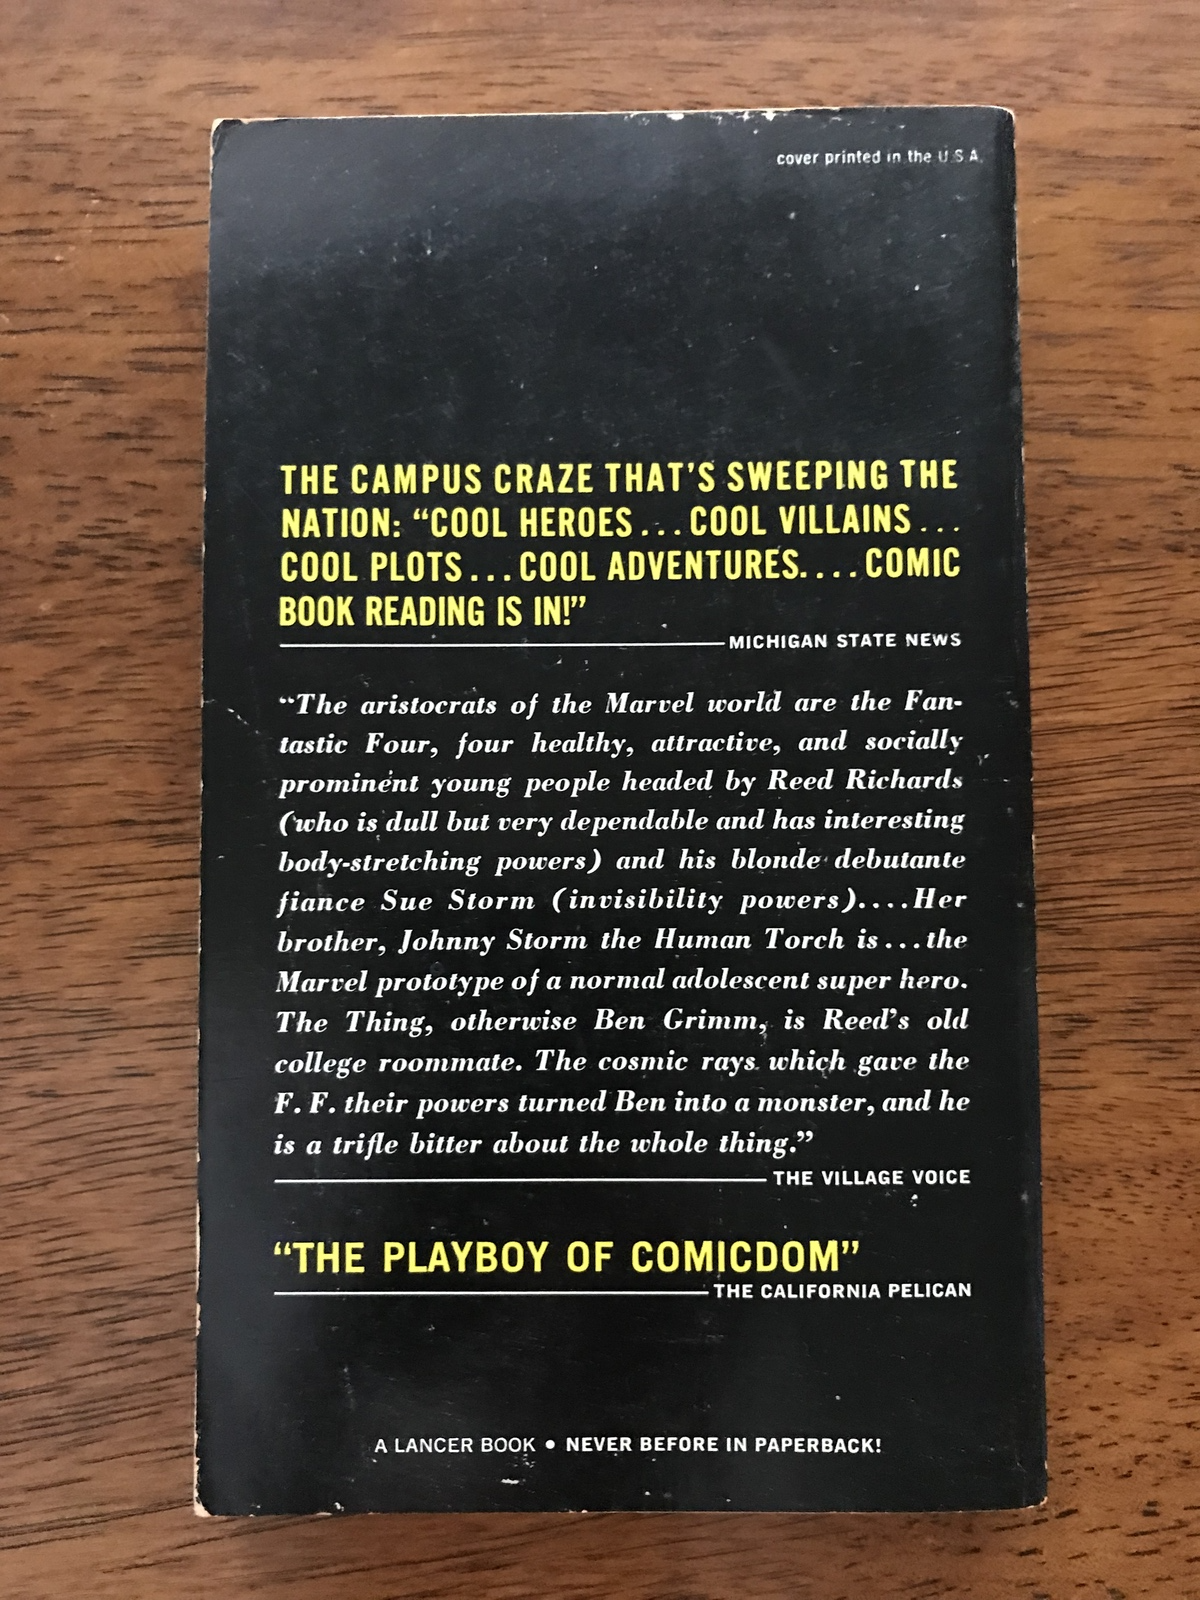 cover printed in the U.S.A.
THE CAMPUS CRAZE THAT'S SWEEPING THE
NATION: “COOL HEROES...COOL VILLAINS...
COOL PLOTS...COOL ADVENTURES....COMIC
BOOK READING IS IN!”
MICHIGAN STATE NEWS
“The aristocrats of the Marvel world are the Fan-
tastic Four, four healthy, attractive, and socially
prominent young people headed by Reed Richards
(who is dull but very dependable and has interesting
body-stretching powers) and his blonde debutante
fiance Sue Storm (invisibility powers)....Her
brother, Johnny Storm the Human Torch is...the
Marvel prototype of a normal adolescent super hero.
The Thing, otherwise Ben Grimm, is Reed's old
college roommate. The cosmic rays which gave the
F. F. their powers turned Ben into a monster, and he
is a trifle bitter about the whole thing.”
THE VILLAGE VOICE
“THE PLAYBOY OF COMICDOM”
THE CALIFORNIA PELICAN
A LANCER BOOK • NEVER BEFORE IN PAPERBACK!